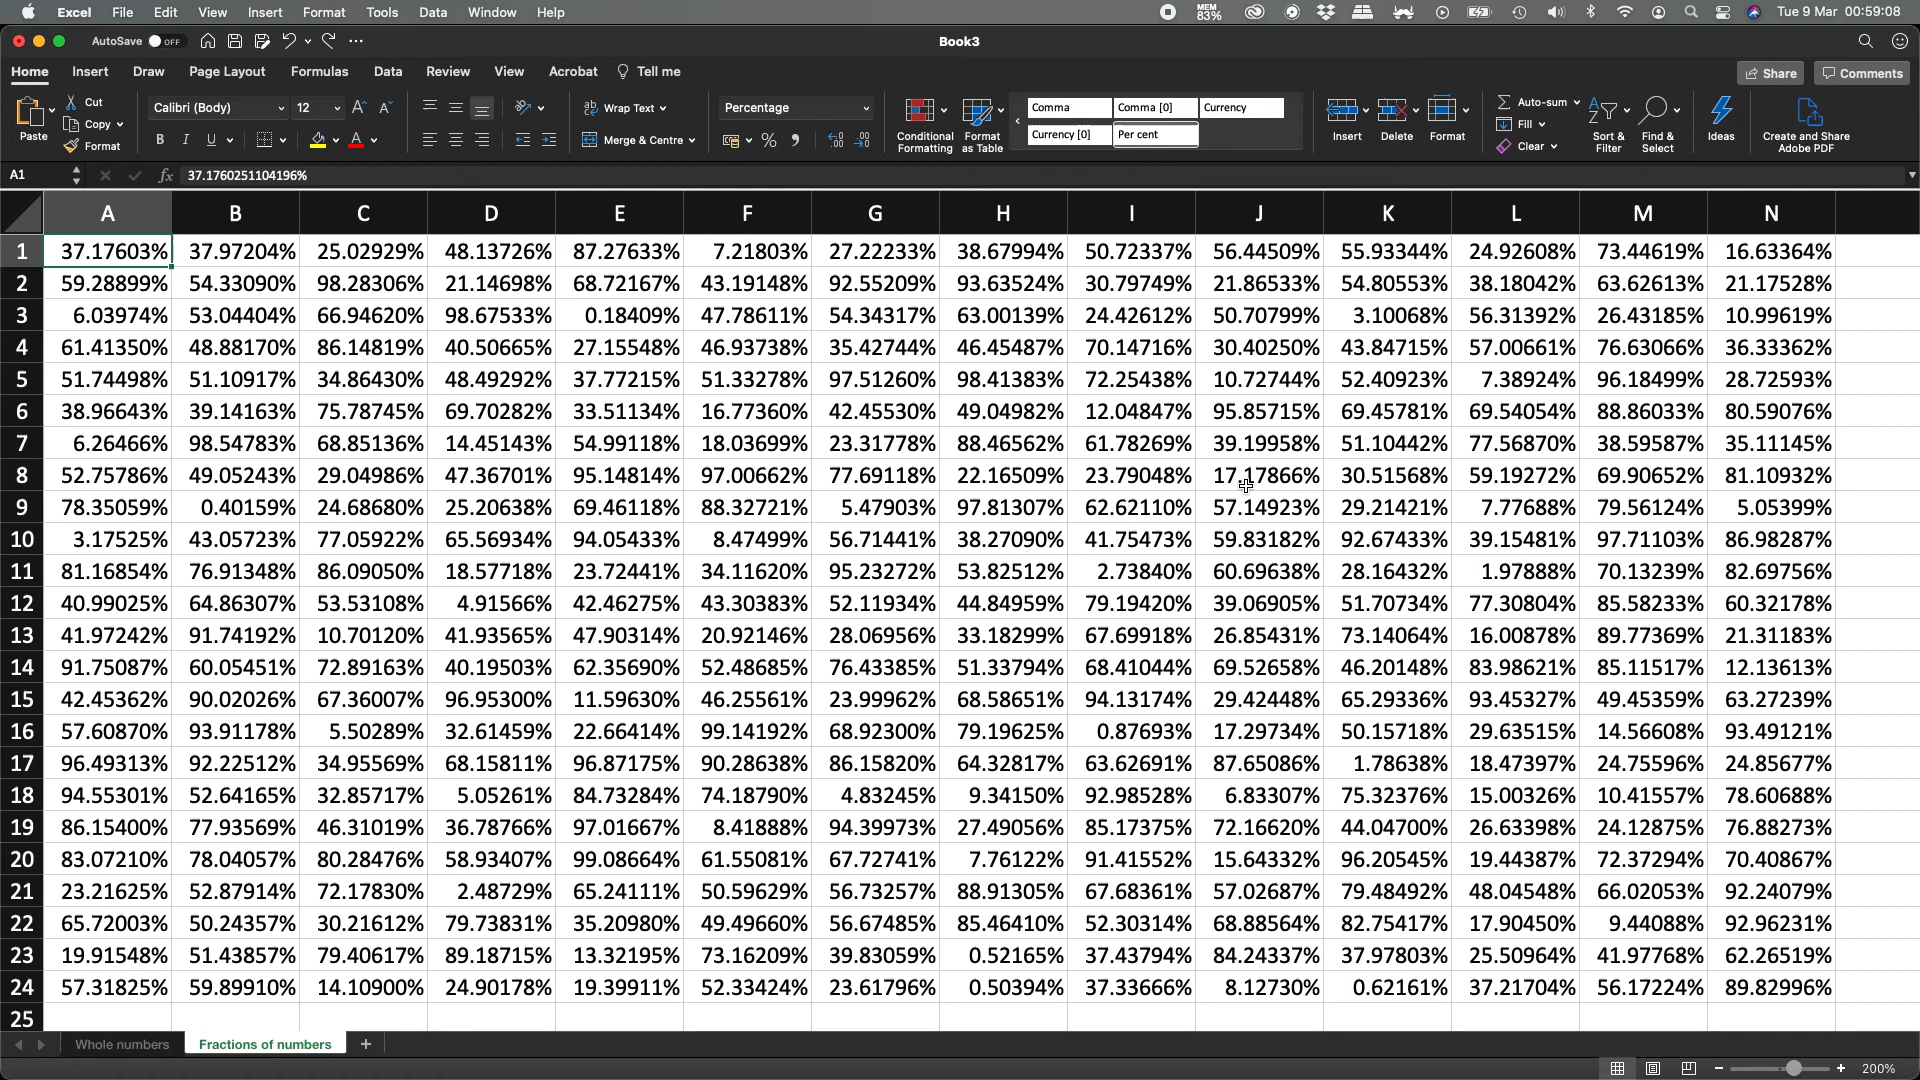 Excel File Edit View Insert Format Tools Data Window Help MEM 83% Tue 9 Mar 00:59:08
AutoSave OFF Book3
Home Insert Draw Page Layout Formulas Data Review View Acrobat Tell me Share Comments
Paste Cut Copy Format
Calibri (Body) 12
B I U
Wrap Text
Merge & Centre
Percentage
Conditional Formatting
Format as Table
Comma Comma [0] Currency
Currency [0] Per cent
Insert Delete Format
Auto-sum
Fill
Clear
Sort & Filter
Find & Select
Ideas
Create and Share Adobe PDF
A1 fx 37.1760251104196%
A B C D E F G H I J K L M N
1 37.17603% 37.97204% 25.02929% 48.13726% 87.27633% 7.21803% 27.22233% 38.67994% 50.72337% 56.44509% 55.93344% 24.92608% 73.44619% 16.63364%
2 59.28899% 54.33090% 98.28306% 21.14698% 68.72167% 43.19148% 92.55209% 93.63524% 30.79749% 21.86533% 54.80553% 38.18042% 63.62613% 21.17528%
3 6.03974% 53.04404% 66.94620% 98.67533% 0.18409% 47.78611% 54.34317% 63.00139% 24.42612% 50.70799% 3.10068% 56.31392% 26.43185% 10.99619%
4 61.41350% 48.88170% 86.14819% 40.50665% 27.15548% 46.93738% 35.42744% 46.45487% 70.14716% 30.40250% 43.84715% 57.00661% 76.63066% 36.33362%
5 51.74498% 51.10917% 34.86430% 48.49292% 37.77215% 51.33278% 97.51260% 98.41383% 72.25438% 10.72744% 52.40923% 7.38924% 96.18499% 28.72593%
6 38.96643% 39.14163% 75.78745% 69.70282% 33.51134% 16.77360% 42.45530% 49.04982% 12.04847% 95.85715% 69.45781% 69.54054% 88.86033% 80.59076%
7 6.26466% 98.54783% 68.85136% 14.45143% 54.99118% 18.03699% 23.31778% 88.46562% 61.78269% 39.19958% 51.10442% 77.56870% 38.59587% 35.11145%
8 52.75786% 49.05243% 29.04986% 47.36701% 95.14814% 97.00662% 77.69118% 22.16509% 23.79048% 17.17866% 30.51568% 59.19272% 69.90652% 81.10932%
9 78.35059% 0.40159% 24.68680% 25.20638% 69.46118% 88.32721% 5.47903% 97.81307% 62.62110% 57.14923% 29.21421% 7.77688% 79.56124% 5.05399%
10 3.17525% 43.05723% 77.05922% 65.56934% 94.05433% 8.47499% 56.71441% 38.27090% 41.75473% 59.83182% 92.67433% 39.15481% 97.71103% 86.98287%
11 81.16854% 76.91348% 86.09050% 18.57718% 23.72441% 34.11620% 95.23272% 53.82512% 2.73840% 60.69638% 28.16432% 1.97888% 70.13239% 82.69756%
12 40.99025% 64.86307% 53.53108% 4.91566% 42.46275% 43.30383% 52.11934% 44.84959% 79.19420% 39.06905% 51.70734% 77.30804% 85.58233% 60.32178%
13 41.97242% 91.74192% 10.70120% 41.93565% 47.90314% 20.92146% 28.06956% 33.18299% 67.69918% 26.85431% 73.14064% 16.00878% 89.77369% 21.31183%
14 91.75087% 60.05451% 72.89163% 40.19503% 62.35690% 52.48685% 76.43385% 51.33794% 68.41044% 69.52658% 46.20148% 83.98621% 85.11517% 12.13613%
15 42.45362% 90.02026% 67.36007% 96.95300% 11.59630% 46.25561% 23.99962% 68.58651% 94.13174% 29.42448% 65.29336% 93.45327% 49.45359% 63.27239%
16 57.60870% 93.91178% 5.50289% 32.61459% 22.66414% 99.14192% 68.92300% 79.19625% 0.87693% 17.29734% 50.15718% 29.63515% 14.56608% 93.49121%
17 96.49313% 92.22512% 34.95569% 68.15811% 96.87175% 90.28638% 86.15820% 64.32817% 63.62691% 87.65086% 1.78638% 18.47397% 24.75596% 24.85677%
18 94.55301% 52.64165% 32.85717% 5.05261% 84.73284% 74.18790% 4.83245% 9.34150% 92.98528% 6.83307% 75.32376% 15.00326% 10.41557% 78.60688%
19 86.15400% 77.93569% 46.31019% 36.78766% 97.01667% 8.41888% 94.39973% 27.49056% 85.17375% 72.16620% 44.04700% 26.63398% 24.12875% 76.88273%
20 83.07210% 78.04057% 80.28476% 58.93407% 99.08664% 61.55081% 67.72741% 7.76122% 91.41552% 15.64332% 96.20545% 19.44387% 72.37294% 70.40867%
21 23.21625% 52.87914% 72.17830% 2.48729% 65.24111% 50.59629% 56.73257% 88.91305% 67.68361% 57.02687% 79.48492% 48.04548% 66.02053% 92.24079%
22 65.72003% 50.24357% 30.21612% 79.73831% 35.20980% 49.49660% 56.67485% 85.46410% 52.30314% 68.88564% 82.75417% 17.90450% 9.44088% 92.96231%
23 19.91548% 51.43857% 79.40617% 89.18715% 13.32195% 73.16209% 39.83059% 0.52165% 37.43794% 84.24337% 37.97803% 25.50964% 41.97768% 62.26519%
24 57.31825% 59.89910% 14.10900% 24.90178% 19.39911% 52.33424% 23.61796% 0.50394% 37.33666% 8.12730% 0.62161% 37.21704% 56.17224% 89.82996%
25
Whole numbers Fractions of numbers +
200%